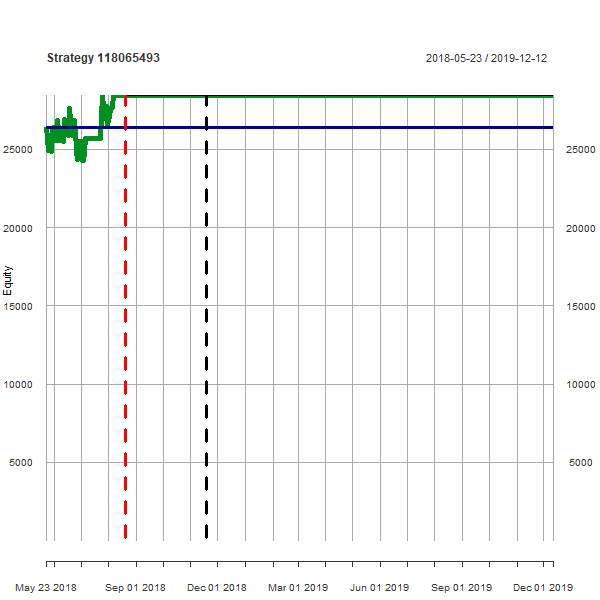 Strategy 118065493
2018-05-23 / 2019-12-12
Equity
25000
20000
15000
10000
5000
25000
20000
15000
10000
5000
May 23 2018
Sep 01 2018
Dec 01 2018
Mar 01 2019
Jun 01 2019
Sep 01 2019
Dec 01 2019